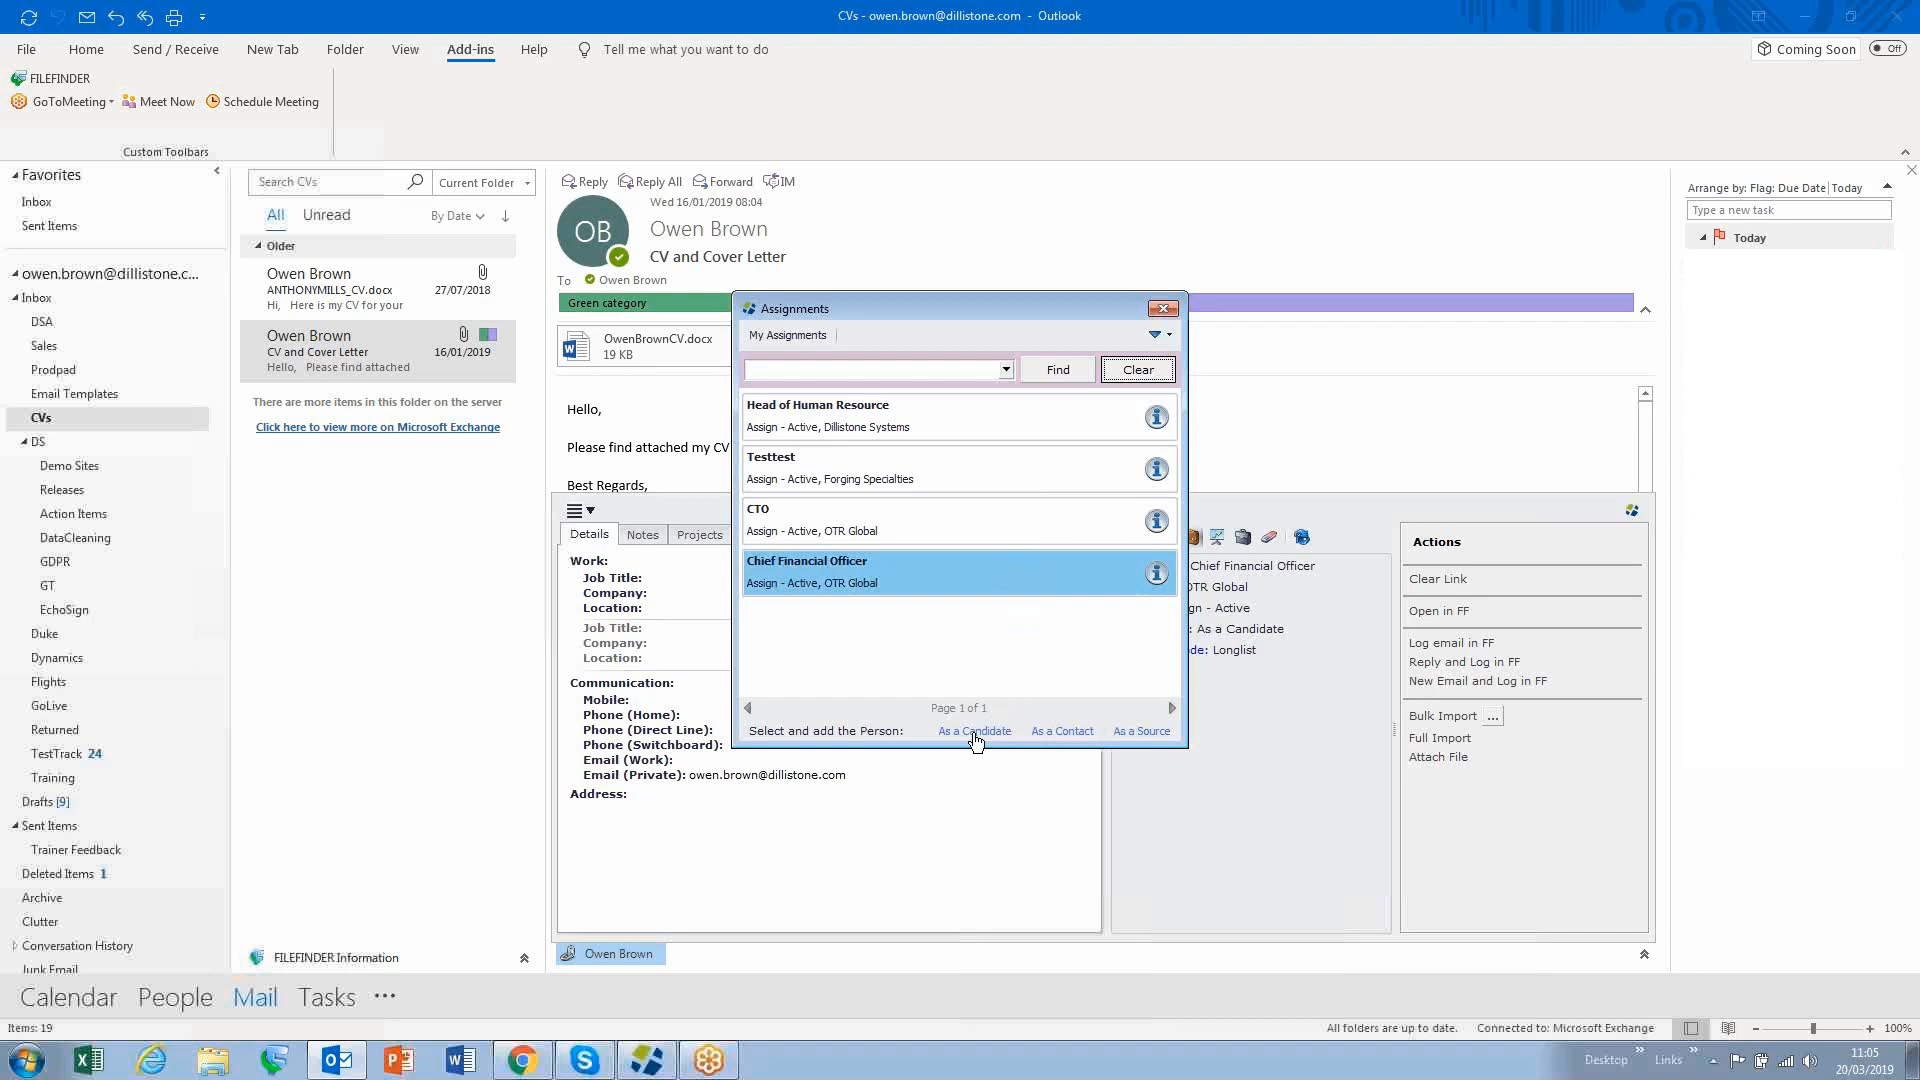 CVs - owen.brown@dillistone.com - Outlook
File Home Send / Receive New Tab Folder View Add-ins Help Tell me what you want to do
Coming Soon Off
FILEFINDER
GoToMeeting Meet Now Schedule Meeting
Custom Toolbars
Favorites
Inbox
Sent Items
owen.brown@dillistone.c...
Inbox
DSA
Sales
Prodpad
Email Templates
CVs
DS
Demo Sites
Releases
Action Items
DataCleaning
GDPR
GT
EchoSign
Duke
Dynamics
Flights
GoLive
Returned
TestTrack 24
Training
Drafts [9]
Sent Items
Trainer Feedback
Deleted Items 1
Archive
Clutter
Conversation History
Junk Email
Search CVs Current Folder
All Unread By Date
Older
Owen Brown
ANTHONYMILLS_CV.docx 27/07/2018
Hi, Here is my CV for your
Owen Brown
CV and Cover Letter 16/01/2019
Hello, Please find attached
There are more items in this folder on the server
Click here to view more on Microsoft Exchange
FILEFINDER Information
Reply Reply All Forward IM
Wed 16/01/2019 08:04
OB
Owen Brown
CV and Cover Letter
To Owen Brown
Green category
OwenBrownCV.docx
19 KB
Hello,
Please find attached my CV
Best Regards,
Details Notes Projects
Work:
Job Title:
Company:
Location:
Job Title:
Company:
Location:
Communication:
Mobile:
Phone (Home):
Phone (Direct Line):
Phone (Switchboard):
Email (Work):
Email (Private): owen.brown@dillistone.com
Address:
Owen Brown
Assignments
My Assignments
Find Clear
Head of Human Resource
Assign - Active, Dillistone Systems
Testtest
Assign - Active, Forging Specialties
CTO
Assign - Active, OTR Global
Chief Financial Officer
Assign - Active, OTR Global
Page 1 of 1
Select and add the Person: As a Candidate As a Contact As a Source
Chief Financial Officer
OTR Global
gn - Active
: As a Candidate
de: Longlist
Actions
Clear Link
Open in FF
Log email in FF
Reply and Log in FF
New Email and Log in FF
Bulk Import ...
Full Import
Attach File
Arrange by: Flag: Due Date Today
Type a new task
Today
Calendar People Mail Tasks ...
Items: 19 All folders are up to date. Connected to: Microsoft Exchange 100%
Desktop Links
11:05
20/03/2019